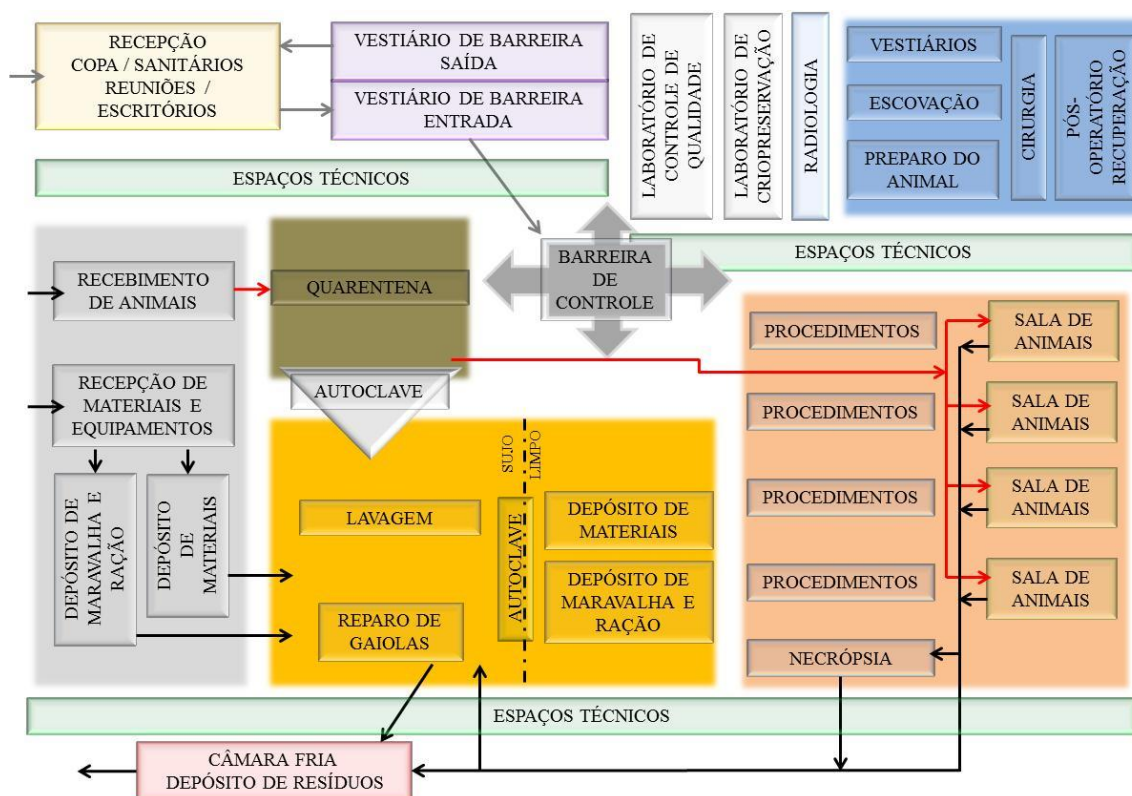 RECEPÇÃO
COPA / SANITÁRIOS
REUNIÕES /
ESCRITÓRIOS
VESTIÁRIO DE BARREIRA
SAÍDA
VESTIÁRIO DE BARREIRA
ENTRADA
LABORATÓRIO DE
CONTROLE DE
QUALIDADE
LABORATÓRIO DE
CRIOPRESERVAÇÃO
RADIOLOGIA
VESTIÁRIOS
ESCOVAÇÃO
PREPARO DO
ANIMAL
CIRURGIA
PÓS-
OPERATÓRIO
RECUPERAÇÃO
ESPAÇOS TÉCNICOS
ESPAÇOS TÉCNICOS
RECEBIMENTO
DE ANIMAIS
QUARENTENA
BARREIRA
DE
CONTROLE
RECEPÇÃO DE
MATERIAIS E
EQUIPAMENTOS
AUTOCLAVE
DEPÓSITO DE
MARAVALHA E
RAÇÃO
DEPÓSITO
DE
MATERIAIS
LAVAGEM
REPARO DE
GAIOLAS
SUJO
LIMPO
AUTOCLAVE
DEPÓSITO DE
MATERIAIS
DEPÓSITO DE
MARAVALHA E
RAÇÃO
PROCEDIMENTOS
SALA DE
ANIMAIS
PROCEDIMENTOS
SALA DE
ANIMAIS
PROCEDIMENTOS
SALA DE
ANIMAIS
PROCEDIMENTOS
SALA DE
ANIMAIS
NECRÓPSIA
ESPAÇOS TÉCNICOS
CÂMARA FRIA
DEPÓSITO DE RESÍDUOS